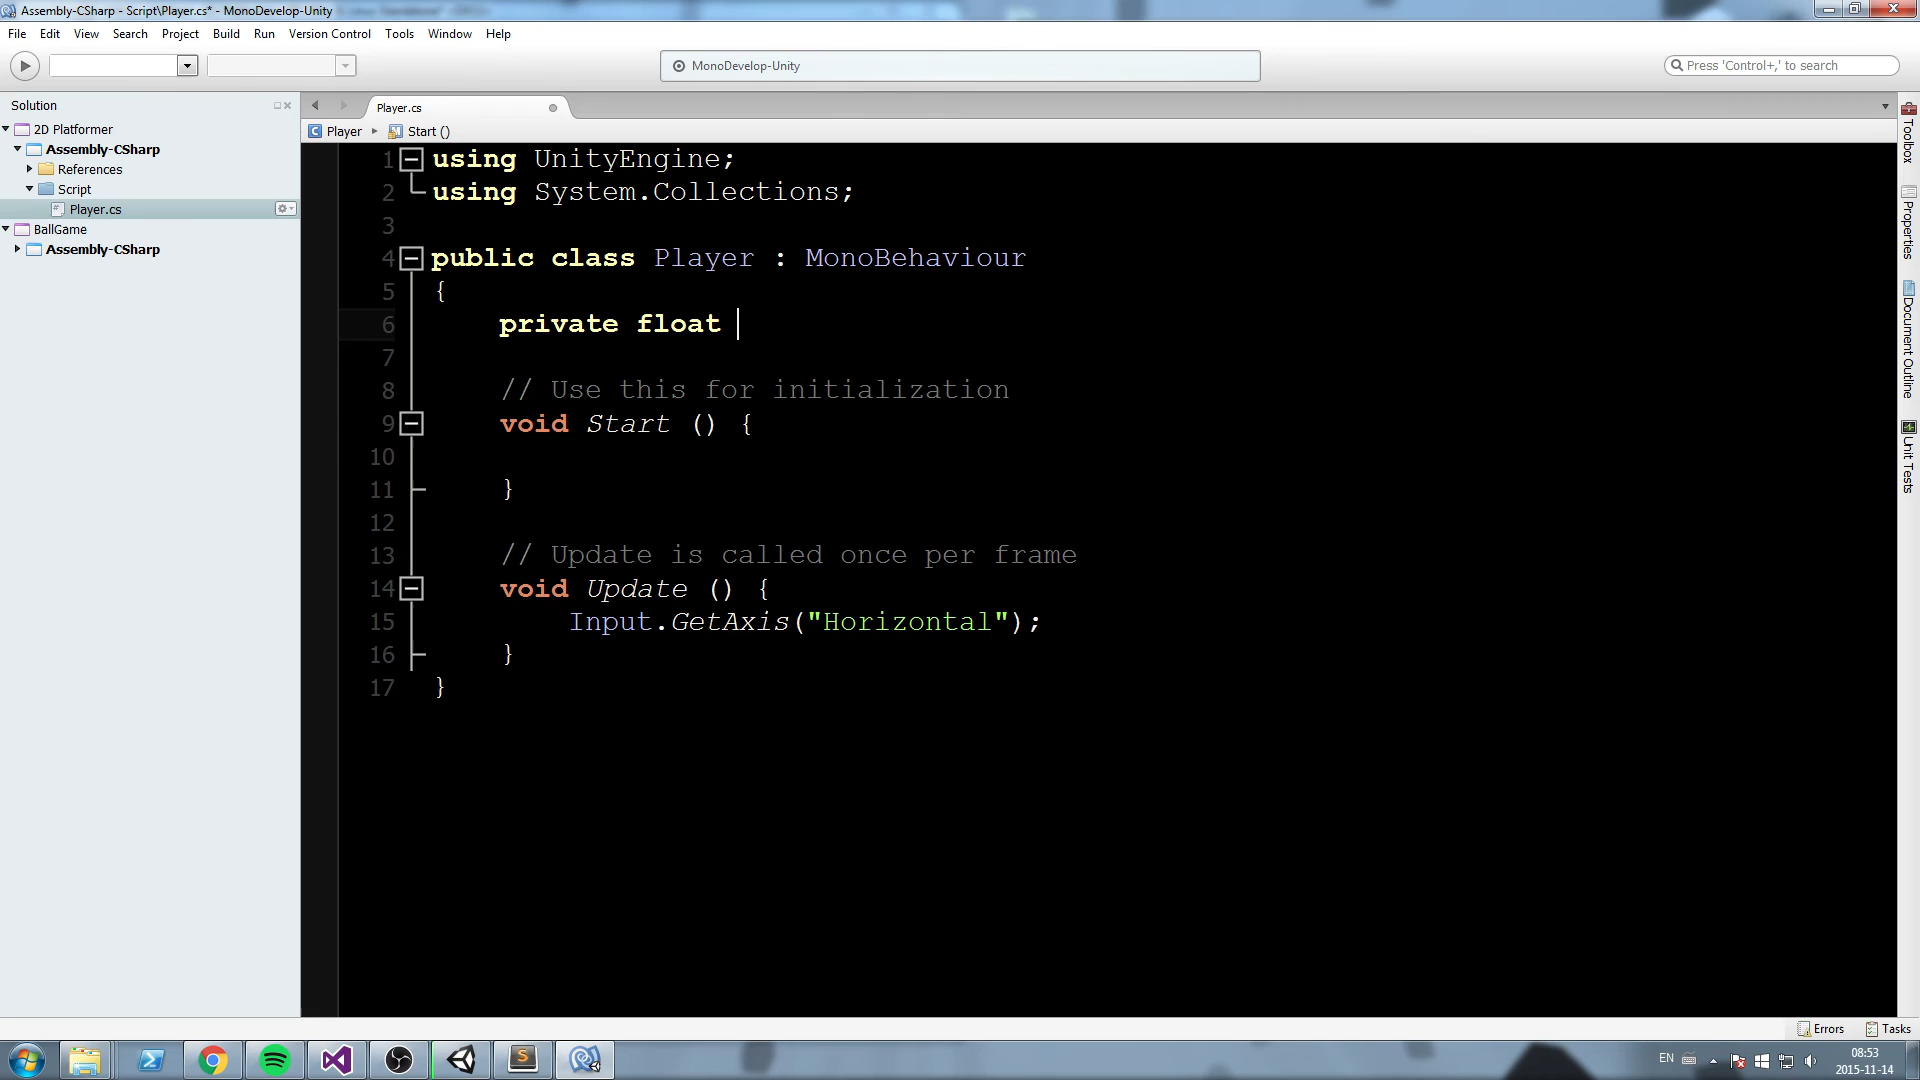 Assembly-CSharp - Script\Player.cs* - MonoDevelop-Unity
File Edit View Search Project Build Run Version Control Tools Window Help
MonoDevelop-Unity
Press 'Control+,' to search
Solution
2D Platformer
Assembly-CSharp
References
Script
Player.cs
BallGame
Assembly-CSharp
Player.cs
Player Start ()
1 using UnityEngine;
2 using System.Collections;
3
4 public class Player : MonoBehaviour
5 {
6 private float
7
8 // Use this for initialization
9 void Start () {
10
11 }
12
13 // Update is called once per frame
14 void Update () {
15 Input.GetAxis("Horizontal");
16 }
17 }
Toolbox
Properties
Document Outline
Unit Tests
Errors Tasks
EN
08:53
2015-11-14